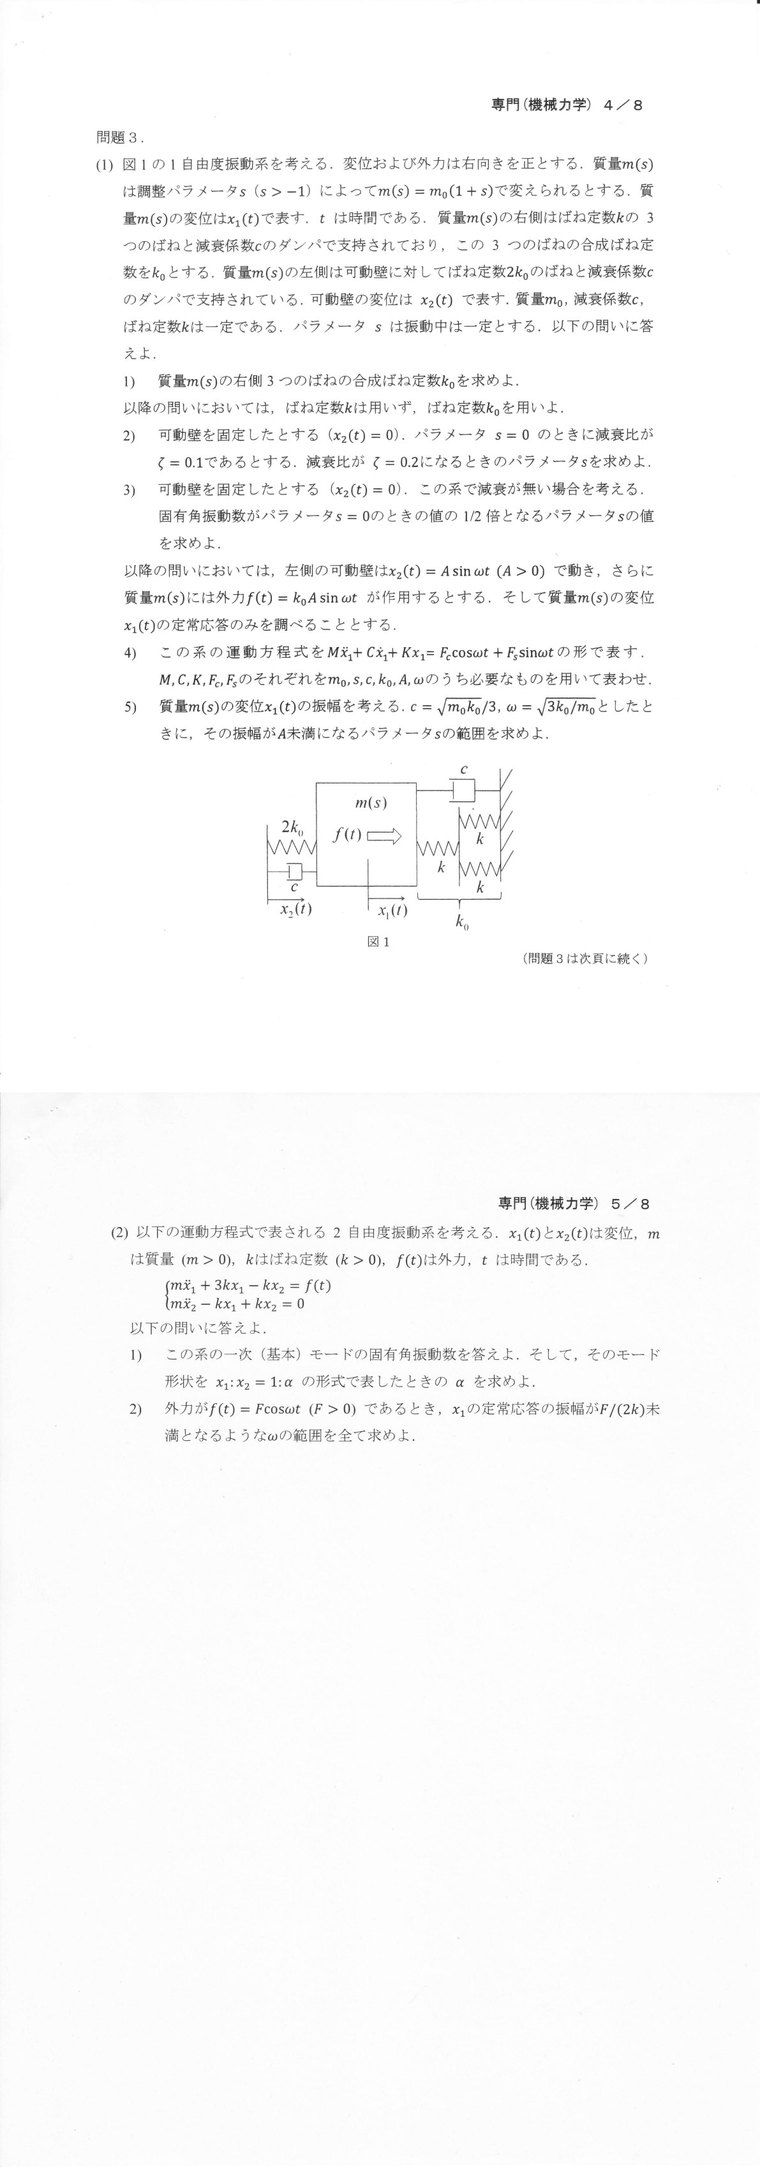 専門(機械力学) 4/8
問題3.
(1) 図1の1自由度振動系を考える.変位および外力は右向きを正とする.質量m(s)
は調整パラメータs(s > −1)によってm(s) = m₀(1 + s)で変えられるとする.質
量m(s)の変位はx₁(t)で表す.t は時間である.質量m(s)の右側はばね定数kの 3
つのばねと減衰係数cのダンパで支持されており,この 3 つのばねの合成ばね定
数をk₀とする.質量m(s)の左側は可動壁に対してばね定数2k₀のばねと減衰係数c
のダンパで支持されている.可動壁の変位は x₂(t) で表す.質量m₀,減衰係数c,
ばね定数kは一定である.パラメータ s は振動中は一定とする.以下の問いに答
えよ.
1) 質量m(s)の右側3つのばねの合成ばね定数k₀を求めよ.
以降の問いにおいては,ばね定数kは用いず,ばね定数k₀を用いよ.
2) 可動壁を固定したとする(x₂(t) = 0).パラメータ s = 0 のときに減衰比が
ζ = 0.1であるとする.減衰比が ζ = 0.2になるときのパラメータsを求めよ.
3) 可動壁を固定したとする(x₂(t) = 0).この系で減衰が無い場合を考える.
固有角振動数がパラメータs = 0のときの値の 1/2 倍となるパラメータsの値
を求めよ.
以降の問いにおいては,左側の可動壁はx₂(t) = A sin ωt (A > 0) で動き,さらに
質量m(s)には外力f(t) = k₀A sin ωt が作用するとする.そして質量m(s)の変位
x₁(t)の定常応答のみを調べることとする.
4) この系の運動方程式をMẍ₁+ Cẋ₁+ Kx₁= F_c cosωt + F_s sinωtの形で表す.
M, C, K, F_c, F_sのそれぞれをm₀, s, c, k₀, A, ωのうち必要なものを用いて表わせ.
5) 質量m(s)の変位x₁(t)の振幅を考える.c = √m₀k₀/3, ω = √3k₀/m₀としたと
きに,その振幅がA未満になるパラメータsの範囲を求めよ.
c
m(s)
2k₀
f(t)
k
k
c
k
x₂(t)
x₁(t)
k₀
図1
(問題3は次頁に続く)
専門(機械力学) 5/8
(2) 以下の運動方程式で表される 2 自由度振動系を考える.x₁(t)とx₂(t)は変位,m
は質量 (m > 0),kはばね定数 (k > 0),f(t)は外力,t は時間である.
{mẍ₁ + 3kx₁ − kx₂ = f(t)
mẍ₂ − kx₁ + kx₂ = 0
以下の問いに答えよ.
1) この系の一次(基本)モードの固有角振動数を答えよ.そして,そのモード
形状を x₁: x₂ = 1: α の形式で表したときの α を求めよ.
2) 外力がf(t) = Fcosωt (F > 0) であるとき,x₁の定常応答の振幅がF/(2k)未
満となるようなωの範囲を全て求めよ.